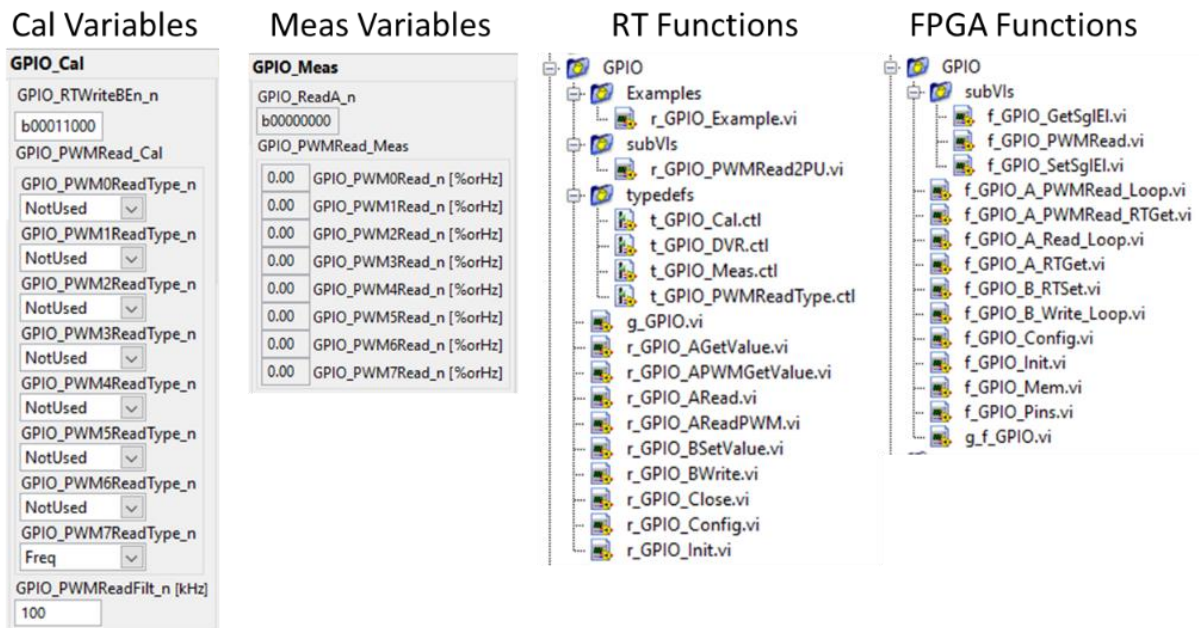 Cal Variables
GPIO_Cal
GPIO_RTWriteBEn_n
b00011000
GPIO_PWMRead_Cal
GPIO_PWM0ReadType_n
NotUsed
GPIO_PWM1ReadType_n
NotUsed
GPIO_PWM2ReadType_n
NotUsed
GPIO_PWM3ReadType_n
NotUsed
GPIO_PWM4ReadType_n
NotUsed
GPIO_PWM5ReadType_n
NotUsed
GPIO_PWM6ReadType_n
NotUsed
GPIO_PWM7ReadType_n
Freq
GPIO_PWMReadFilt_n [kHz]
100
Meas Variables
GPIO_Meas
GPIO_ReadA_n
b00000000
GPIO_PWMRead_Meas
0.00 GPIO_PWM0Read_n [%orHz]
0.00 GPIO_PWM1Read_n [%orHz]
0.00 GPIO_PWM2Read_n [%orHz]
0.00 GPIO_PWM3Read_n [%orHz]
0.00 GPIO_PWM4Read_n [%orHz]
0.00 GPIO_PWM5Read_n [%orHz]
0.00 GPIO_PWM6Read_n [%orHz]
0.00 GPIO_PWM7Read_n [%orHz]
RT Functions
GPIO
Examples
r_GPIO_Example.vi
subVIs
r_GPIO_PWMRead2PU.vi
typedefs
t_GPIO_Cal.ctl
t_GPIO_DVR.ctl
t_GPIO_Meas.ctl
t_GPIO_PWMReadType.ctl
g_GPIO.vi
r_GPIO_AGetValue.vi
r_GPIO_APWMGetValue.vi
r_GPIO_ARead.vi
r_GPIO_AReadPWM.vi
r_GPIO_BSetValue.vi
r_GPIO_BWrite.vi
r_GPIO_Close.vi
r_GPIO_Config.vi
r_GPIO_Init.vi
FPGA Functions
GPIO
subVIs
f_GPIO_GetSglEl.vi
f_GPIO_PWMRead.vi
f_GPIO_SetSglEl.vi
f_GPIO_A_PWMRead_Loop.vi
f_GPIO_A_PWMRead_RTGet.vi
f_GPIO_A_Read_Loop.vi
f_GPIO_A_RTGet.vi
f_GPIO_B_RTSet.vi
f_GPIO_B_Write_Loop.vi
f_GPIO_Config.vi
f_GPIO_Init.vi
f_GPIO_Mem.vi
f_GPIO_Pins.vi
g_f_GPIO.vi